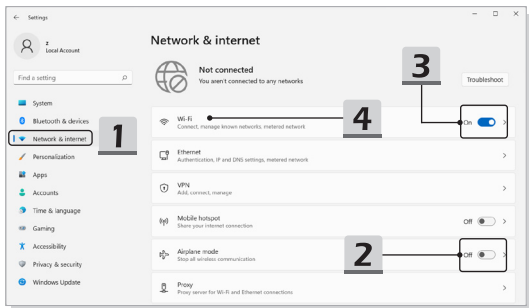 ← Settings
z
Local Account
Find a setting
System
Bluetooth & devices
Network & internet
Personalization
Apps
Accounts
Time & language
Gaming
Accessibility
Privacy & security
Windows Update
1
Network & internet
Not connected
You aren't connected to any networks
Troubleshoot
3
Wi-Fi
Connect, manage known networks, metered network
4
On
Ethernet
Authentication, IP and DNS settings, metered network
VPN
Add, connect, manage
Mobile hotspot
Share your internet connection
Off
Airplane mode
Stop all wireless communication
2
Off
Proxy
Proxy server for Wi-Fi and Ethernet connections